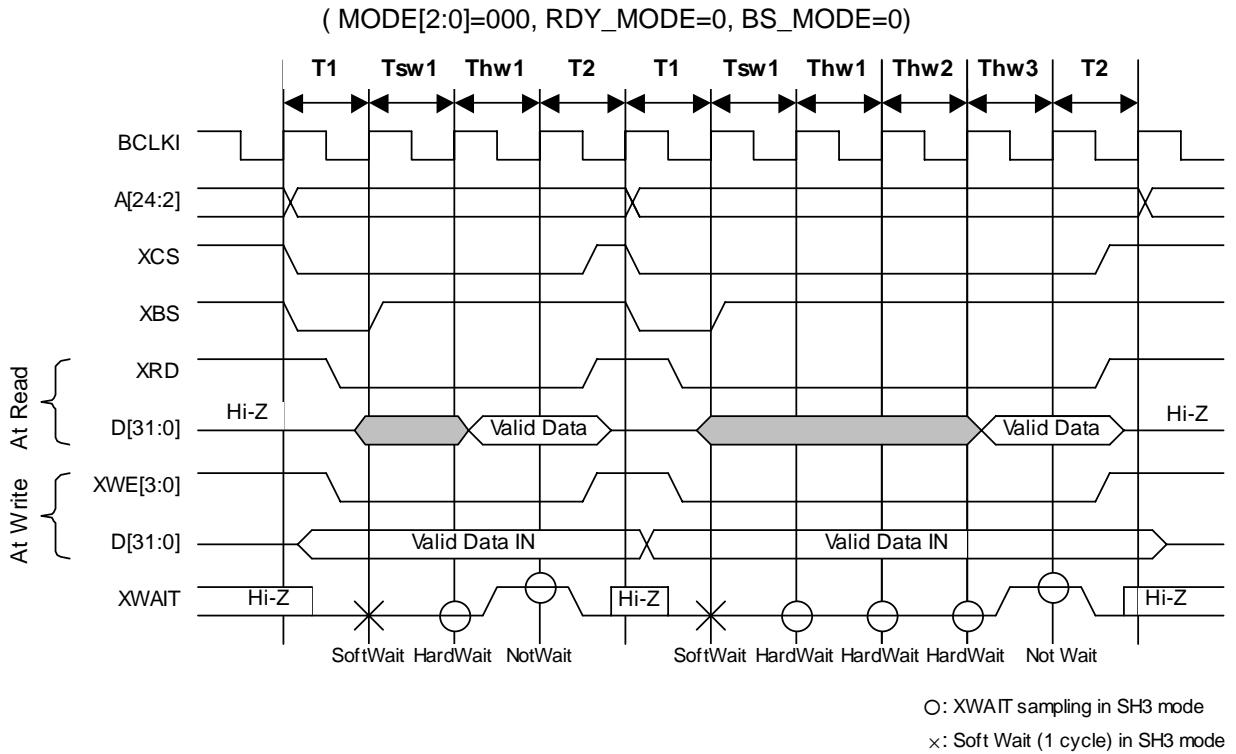 ( MODE[2:0]=000, RDY_MODE=0, BS_MODE=0)
T1 Tsw1 Thw1 T2 T1 Tsw1 Thw1 Thw2 Thw3 T2
BCLKI
A[24:2]
XCS
XBS
At Read
XRD
Hi-Z D[31:0] Valid Data Valid Data Hi-Z
At Write
XWE[3:0]
D[31:0] Valid Data IN Valid Data IN
XWAIT Hi-Z Hi-Z Hi-Z
SoftWait HardWait NotWait SoftWait HardWait HardWait HardWait Not Wait
: XWAIT sampling in SH3 mode
×: Soft Wait (1 cycle) in SH3 mode